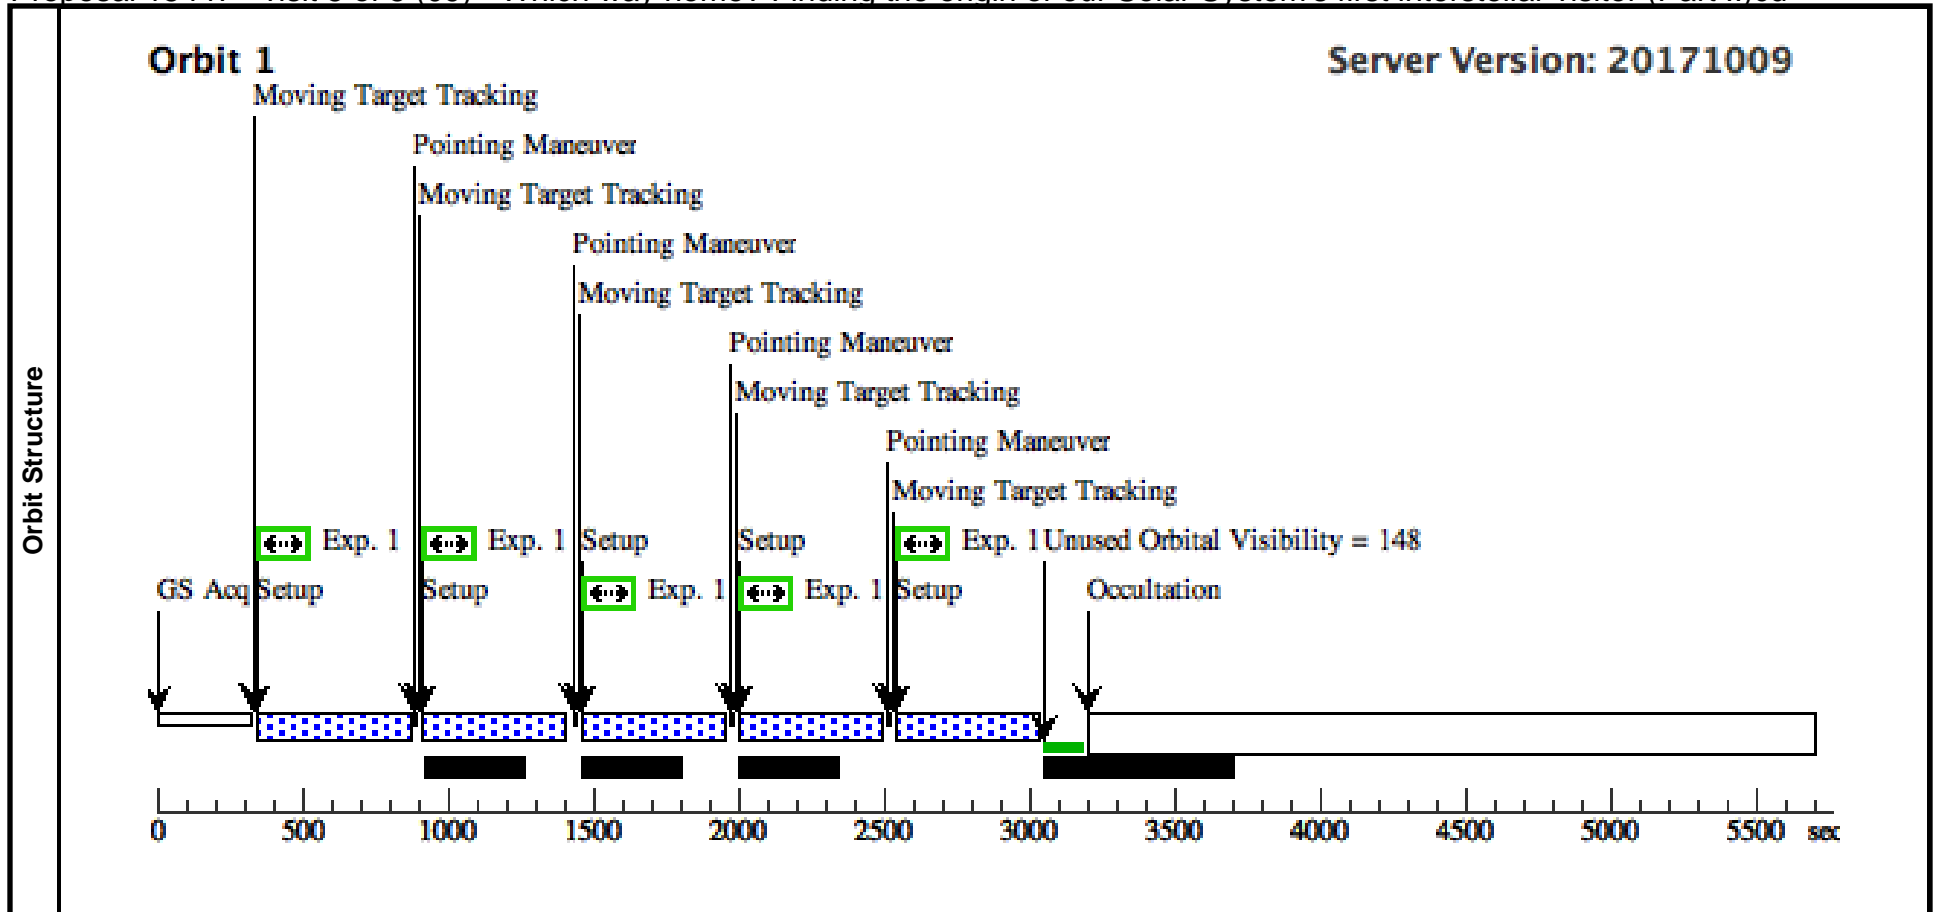 Orbit 1
Server Version: 20171009
Moving Target Tracking
Pointing Maneuver
Moving Target Tracking
Pointing Maneuver
Moving Target Tracking
Pointing Maneuver
Moving Target Tracking
Pointing Maneuver
Moving Target Tracking
Exp. 1 Exp. 1 Setup Setup Exp. 1 Unused Orbital Visibility = 148
GS Acq Setup Setup Exp. 1 Exp. 1 Setup Occultation
0 500 1000 1500 2000 2500 3000 3500 4000 4500 5000 5500 sec
Orbit Structure